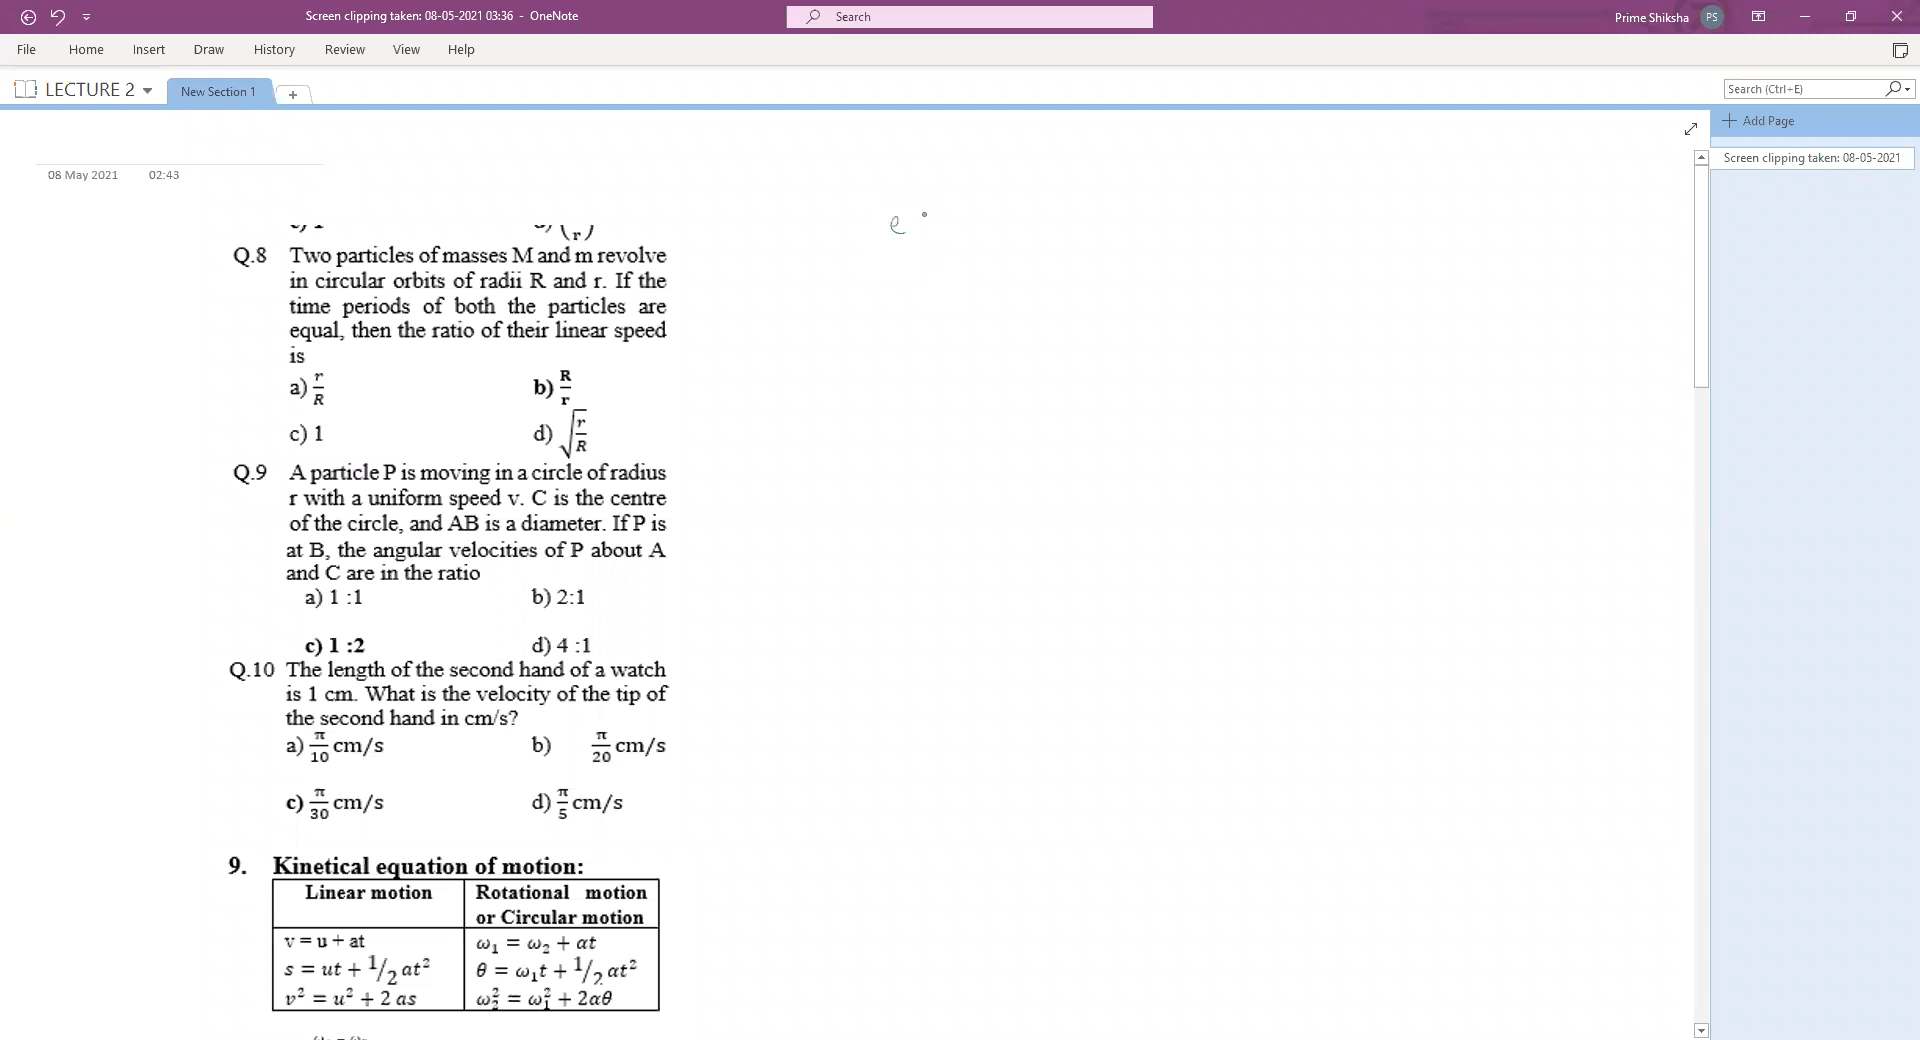 Screen clipping taken: 08-05-2021 03:36 - OneNote
Search
Prime Shiksha
PS
File Home Insert Draw History Review View Help
LECTURE 2
New Section 1
+
Search (Ctrl+E)
Add Page
Screen clipping taken: 08-05-2021
08 May 2021 02:43
e
Q.8 Two particles of masses M and m revolve
in circular orbits of radii R and r. If the
time periods of both the particles are
equal, then the ratio of their linear speed
is
a) r/R b) R/r
c) 1 d) √(r/R)
Q.9 A particle P is moving in a circle of radius
r with a uniform speed v. C is the centre
of the circle, and AB is a diameter. If P is
at B, the angular velocities of P about A
and C are in the ratio
a) 1 :1 b) 2:1
c) 1 :2 d) 4 :1
Q.10 The length of the second hand of a watch
is 1 cm. What is the velocity of the tip of
the second hand in cm/s?
a) π/10 cm/s b) π/20 cm/s
c) π/30 cm/s d) π/5 cm/s
9. Kinetical equation of motion:
Linear motion Rotational motion
or Circular motion
v = u + at ω₁ = ω₂ + αt
s = ut + 1/2 at² θ = ω₁t + 1/2 αt²
v² = u² + 2 as ω₂² = ω₁² + 2αθ